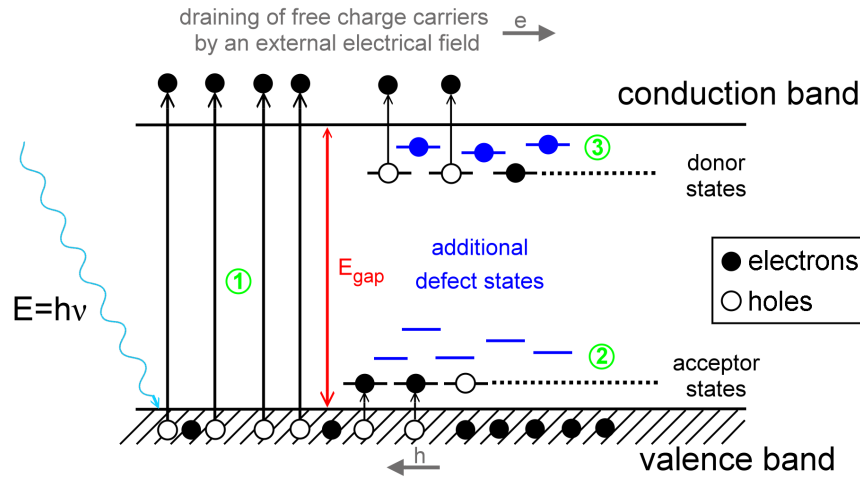 draining of free charge carriers
by an external electrical field
e
conduction band
③
donor
states
additional
defect states
E_gap
①
electrons
holes
E=hν
②
acceptor
states
h
valence band